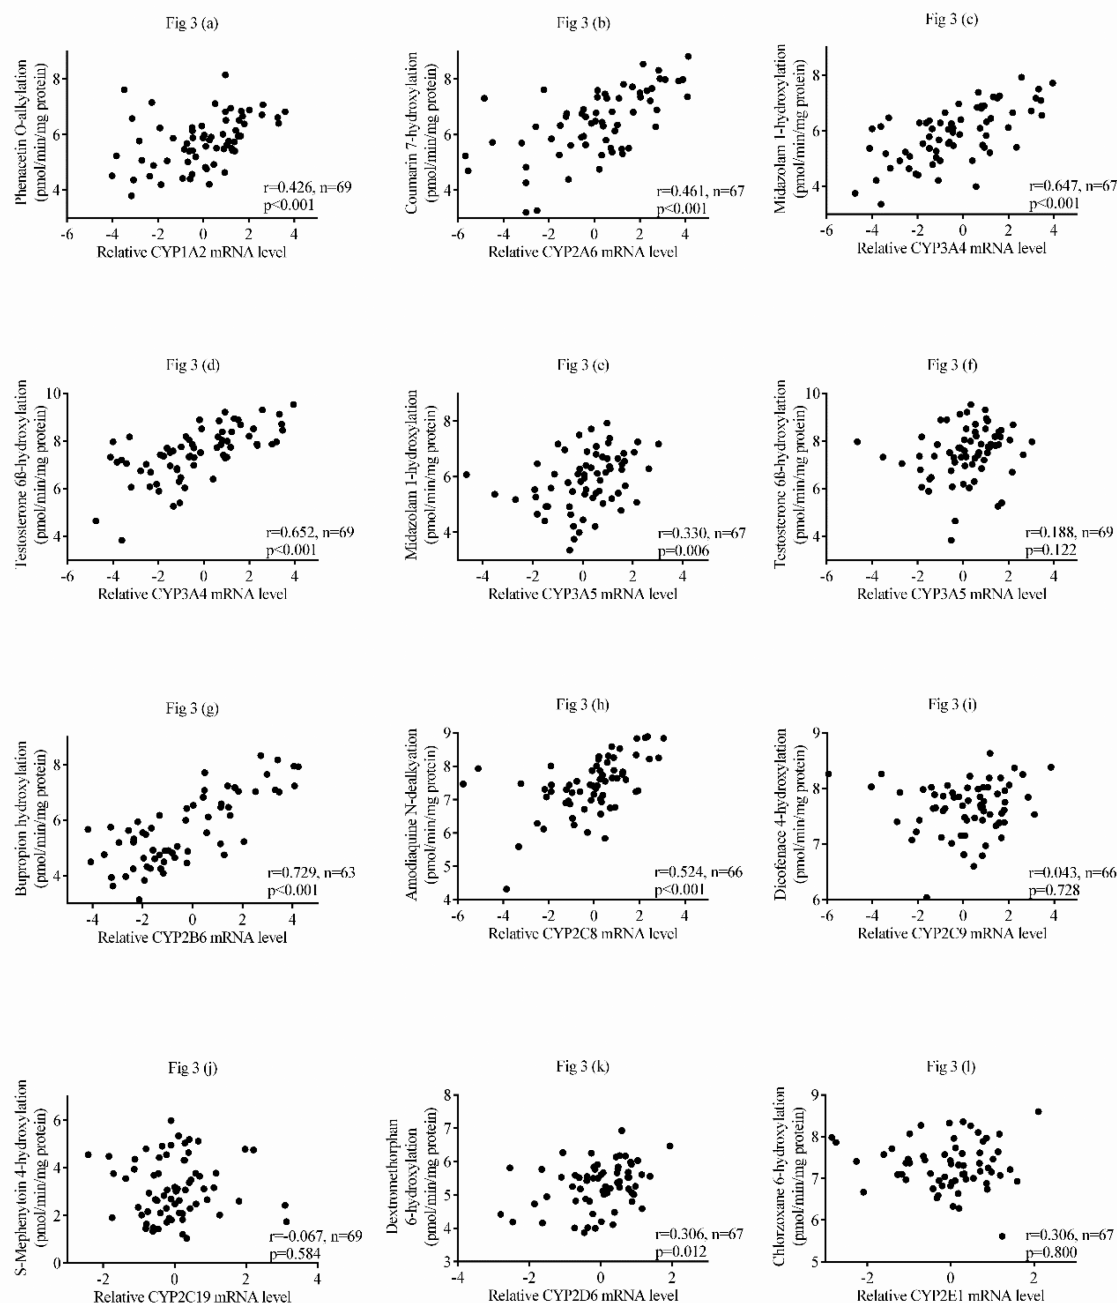 Fig 3 (a)
Phenacetin O-alkylation
(pmol/min/mg protein)
8
6
4
-6 -4 -2 0 2 4 6
r=0.426, n=69
p<0.001
Relative CYP1A2 mRNA level
Fig 3 (b)
Coumarin 7-hydroxylation
(pmol/min/mg protein)
8
6
4
-6 -4 -2 0 2 4 6
r=0.461, n=67
p<0.001
Relative CYP2A6 mRNA level
Fig 3 (c)
Midazolam 1-hydroxylation
(pmol/min/mg protein)
8
6
4
-6 -4 -2 0 2 4
r=0.647, n=67
p<0.001
Relative CYP3A4 mRNA level
Fig 3 (d)
Testosterone 6ß-hydroxylation
(pmol/min/mg protein)
10
8
6
4
-6 -4 -2 0 2 4
r=0.652, n=69
p<0.001
Relative CYP3A4 mRNA level
Fig 3 (e)
Midazolam 1-hydroxylation
(pmol/min/mg protein)
8
6
4
-4 -2 0 2 4
r=0.330, n=67
p=0.006
Relative CYP3A5 mRNA level
Fig 3 (f)
Testosterone 6ß-hydroxylation
(pmol/min/mg protein)
10
8
6
4
-6 -4 -2 0 2 4
r=0.188, n=69
p=0.122
Relative CYP3A5 mRNA level
Fig 3 (g)
Bupropion hydroxylation
(pmol/min/mg protein)
8
6
4
-4 -2 0 2 4
r=0.729, n=63
p<0.001
Relative CYP2B6 mRNA level
Fig 3 (h)
Amodiaquine N-dealkyation
(pmol/min/mg protein)
9
8
7
6
5
4
-6 -4 -2 0 2 4
r=0.524, n=66
p<0.001
Relative CYP2C8 mRNA level
Fig 3 (i)
Dicofenace 4-hydroxylation
(pmol/min/mg protein)
9
8
7
6
-6 -4 -2 0 2 4
r=0.043, n=66
p=0.728
Relative CYP2C9 mRNA level
Fig 3 (j)
S-Mephenytoin 4-hydroxylation
(pmol/min/mg protein)
6
4
2
0
-2 0 2 4
r=-0.067, n=69
p=0.584
Relative CYP2C19 mRNA level
Fig 3 (k)
Dextromethorphan
6-hydroxylation
(pmol/min/mg protein)
8
7
6
5
4
3
-4 -2 0 2
r=0.306, n=67
p=0.012
Relative CYP2D6 mRNA level
Fig 3 (l)
Chlorzoxane 6-hydroxylation
(pmol/min/mg protein)
9
8
7
6
5
-2 0 2
r=0.306, n=67
p=0.800
Relative CYP2E1 mRNA level